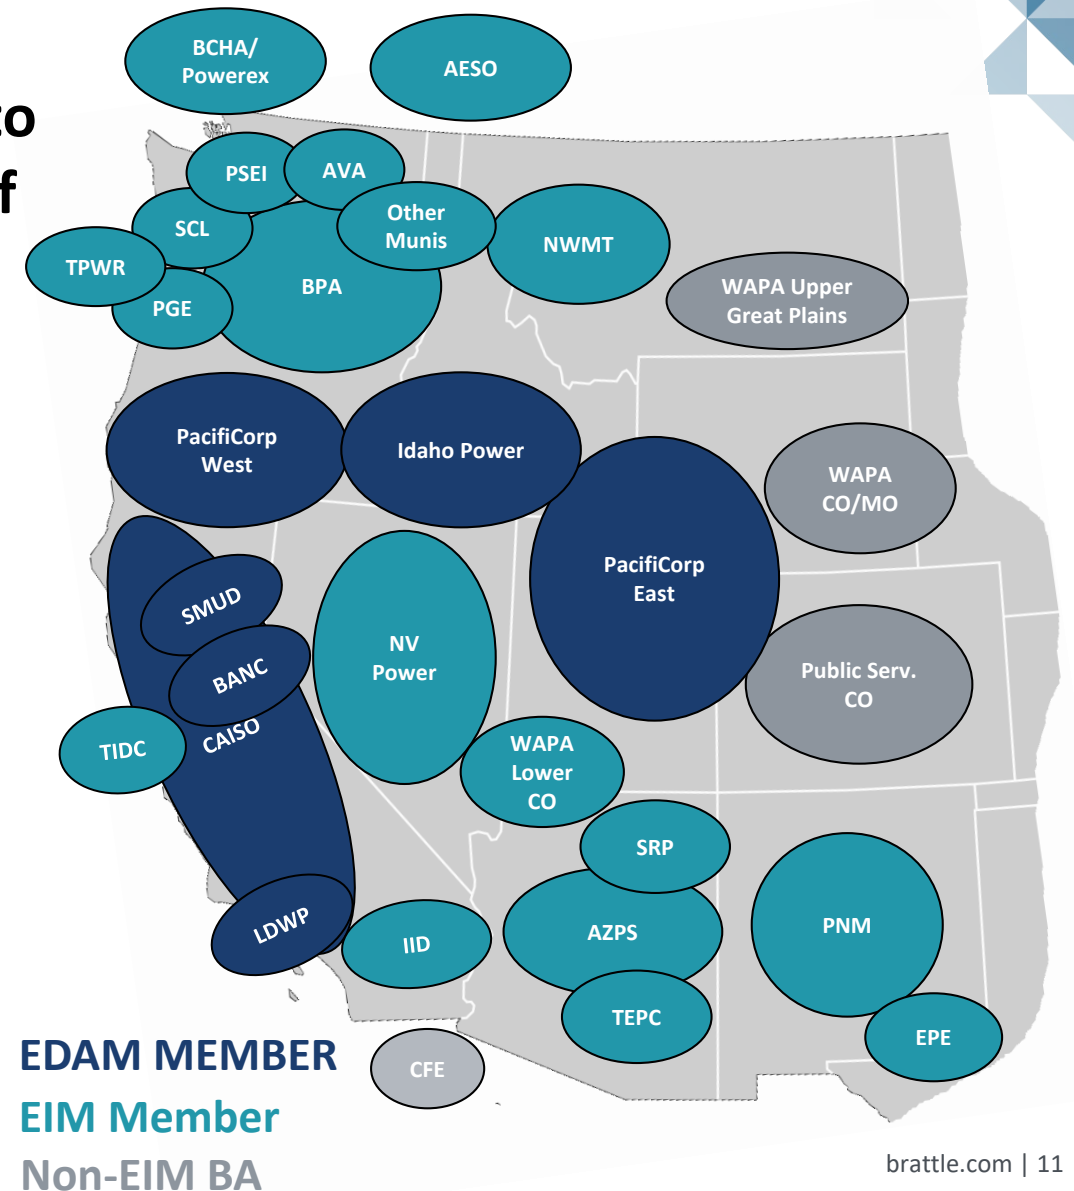 to
f
BCHA/
Powerex
AESO
PSEI
AVA
SCL
Other
Munis
NWMT
TPWR
BPA
PGE
WAPA Upper
Great Plains
PacifiCorp
West
Idaho Power
WAPA
CO/MO
PacifiCorp
East
SMUD
NV
Power
BANC
Public Serv.
CO
CAISO
TIDC
WAPA
Lower
CO
SRP
LDWP
IID
AZPS
PNM
TEPC
EPE
CFE
EDAM MEMBER
EIM Member
Non-EIM BA
brattle.com | 11